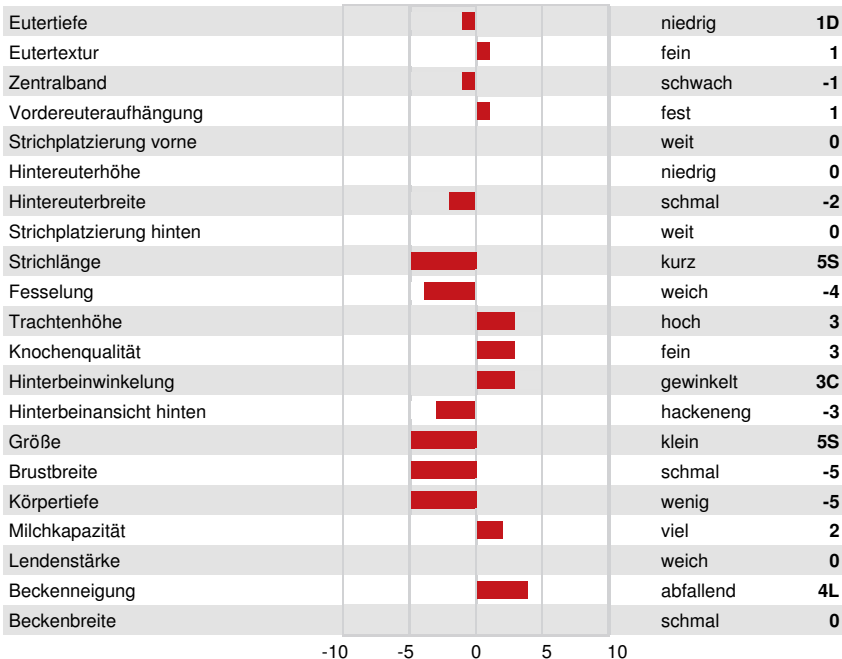 Eutertiefe niedrig 1D
Eutertextur fein 1
Zentralband schwach -1
Vordereuteraufhängung fest 1
Strichplatzierung vorne weit 0
Hintereuterhöhe niedrig 0
Hintereuterbreite schmal -2
Strichplatzierung hinten weit 0
Strichlänge kurz 5S
Fesselung weich -4
Trachtenhöhe hoch 3
Knochenqualität fein 3
Hinterbeinwinkelung gewinkelt 3C
Hinterbeinansicht hinten hackeneng -3
Größe klein 5S
Brustbreite schmal -5
Körpertiefe wenig -5
Milchkapazität viel 2
Lendenstärke weich 0
Beckenneigung abfallend 4L
Beckenbreite schmal 0
-10 -5 0 5 10